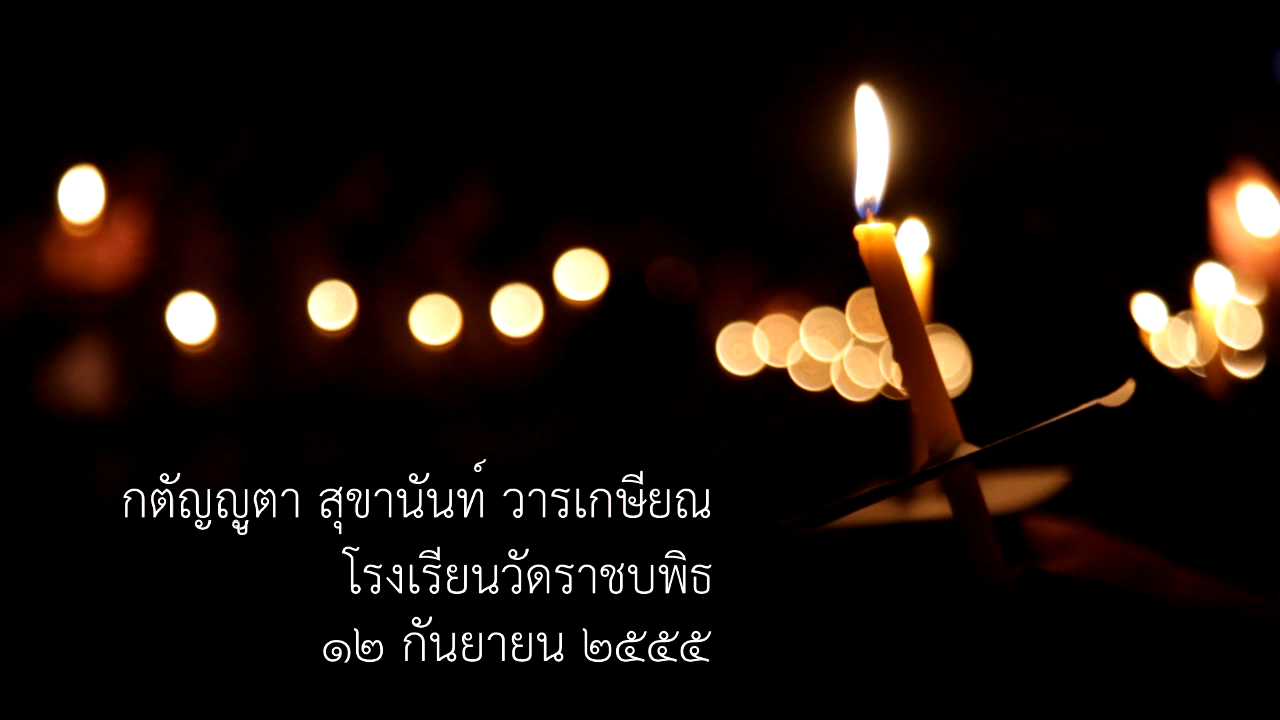 กตัญญูตา สุขานันท์ วารเกษียณ
โรงเรียนวัดราชบพิธ
๑๒ กันยายน ๒๕๕๕